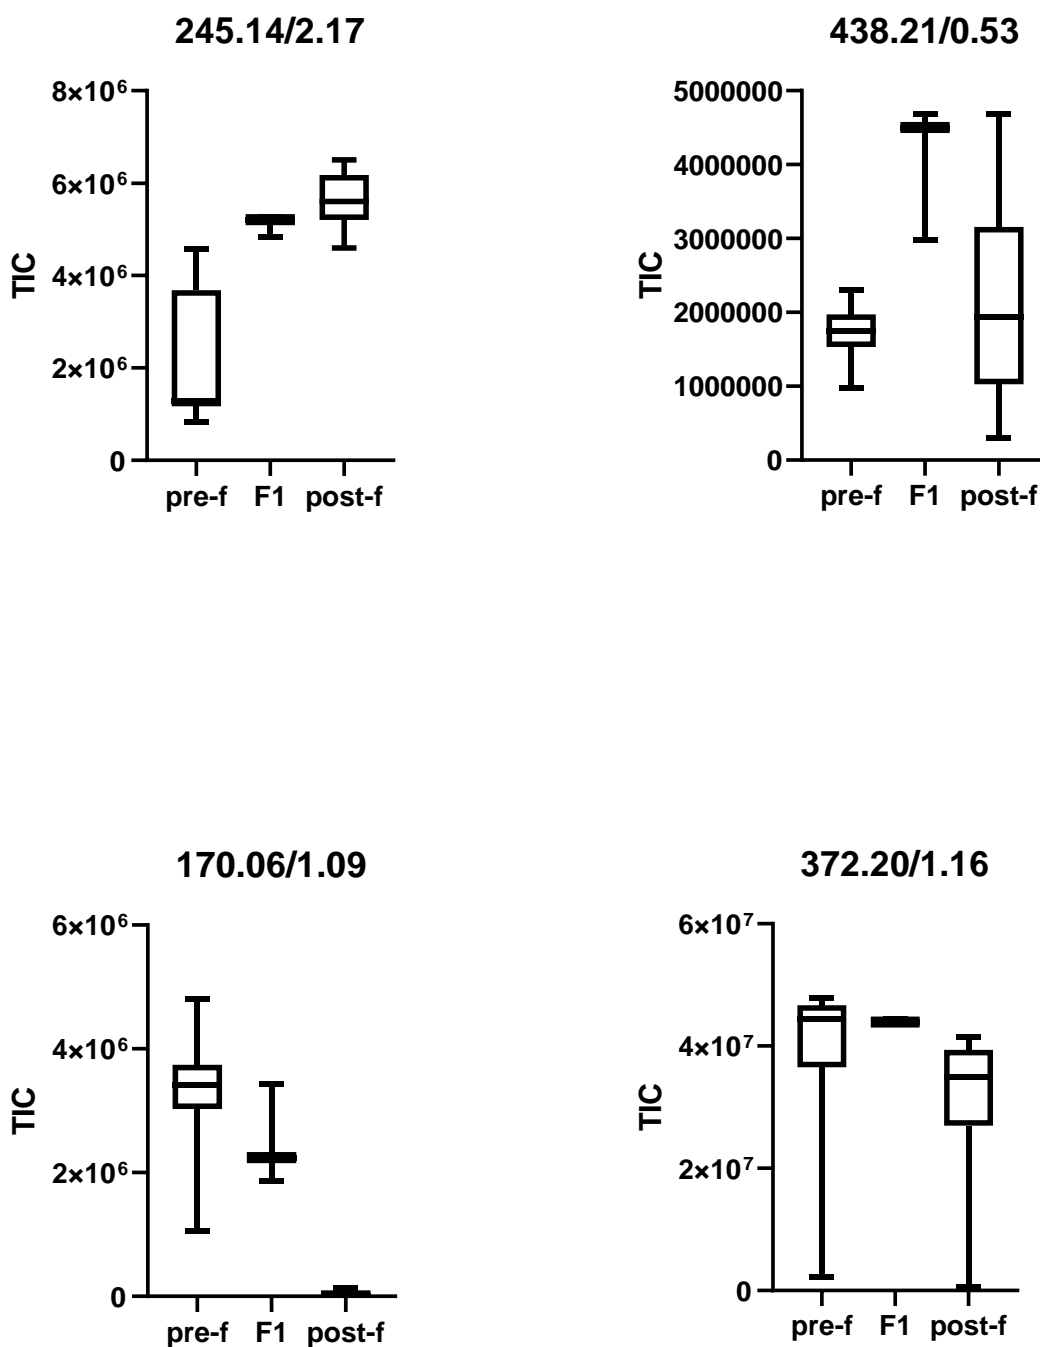 245.14/2.17
8×10⁶
6×10⁶
4×10⁶
2×10⁶
0
TIC
pre-f F1 post-f
438.21/0.53
5000000
4000000
3000000
2000000
1000000
0
TIC
pre-f F1 post-f
170.06/1.09
6×10⁶
4×10⁶
2×10⁶
0
TIC
pre-f F1 post-f
372.20/1.16
6×10⁷
4×10⁷
2×10⁷
0
TIC
pre-f F1 post-f